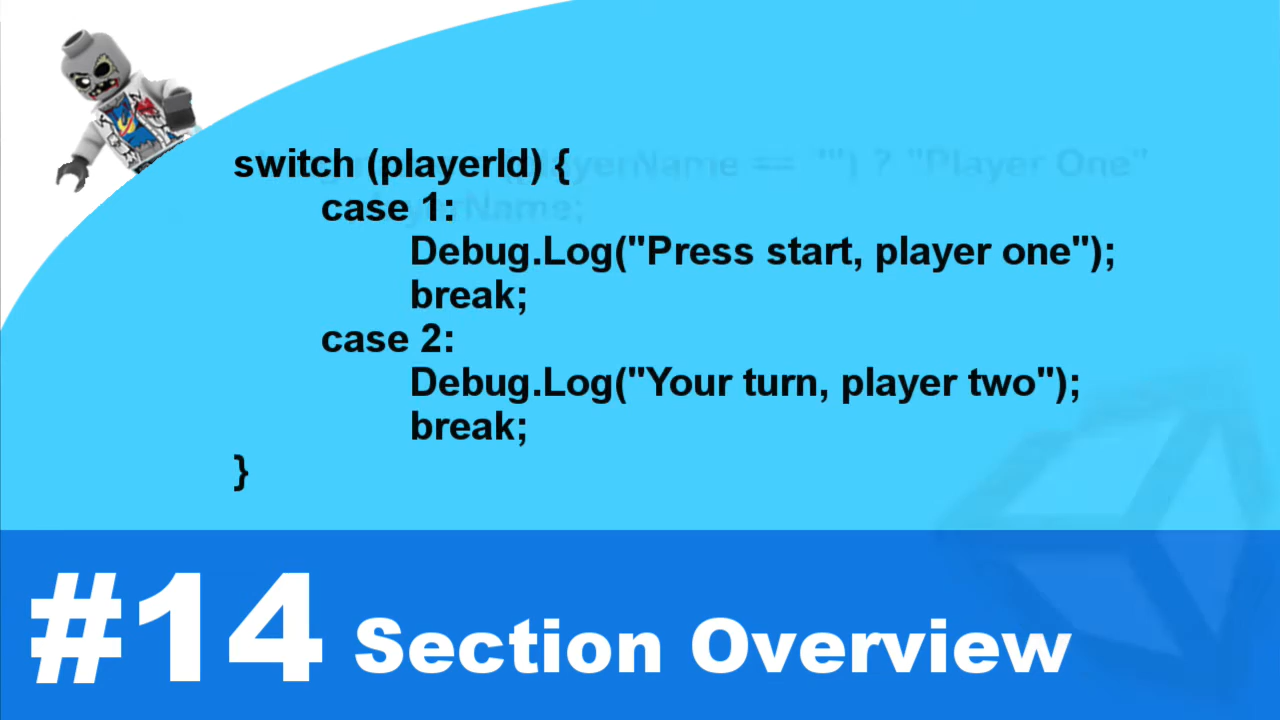 switch (playerId) {
case 1:
Debug.Log("Press start, player one");
break;
case 2:
Debug.Log("Your turn, player two");
break;
}
#14 Section Overview